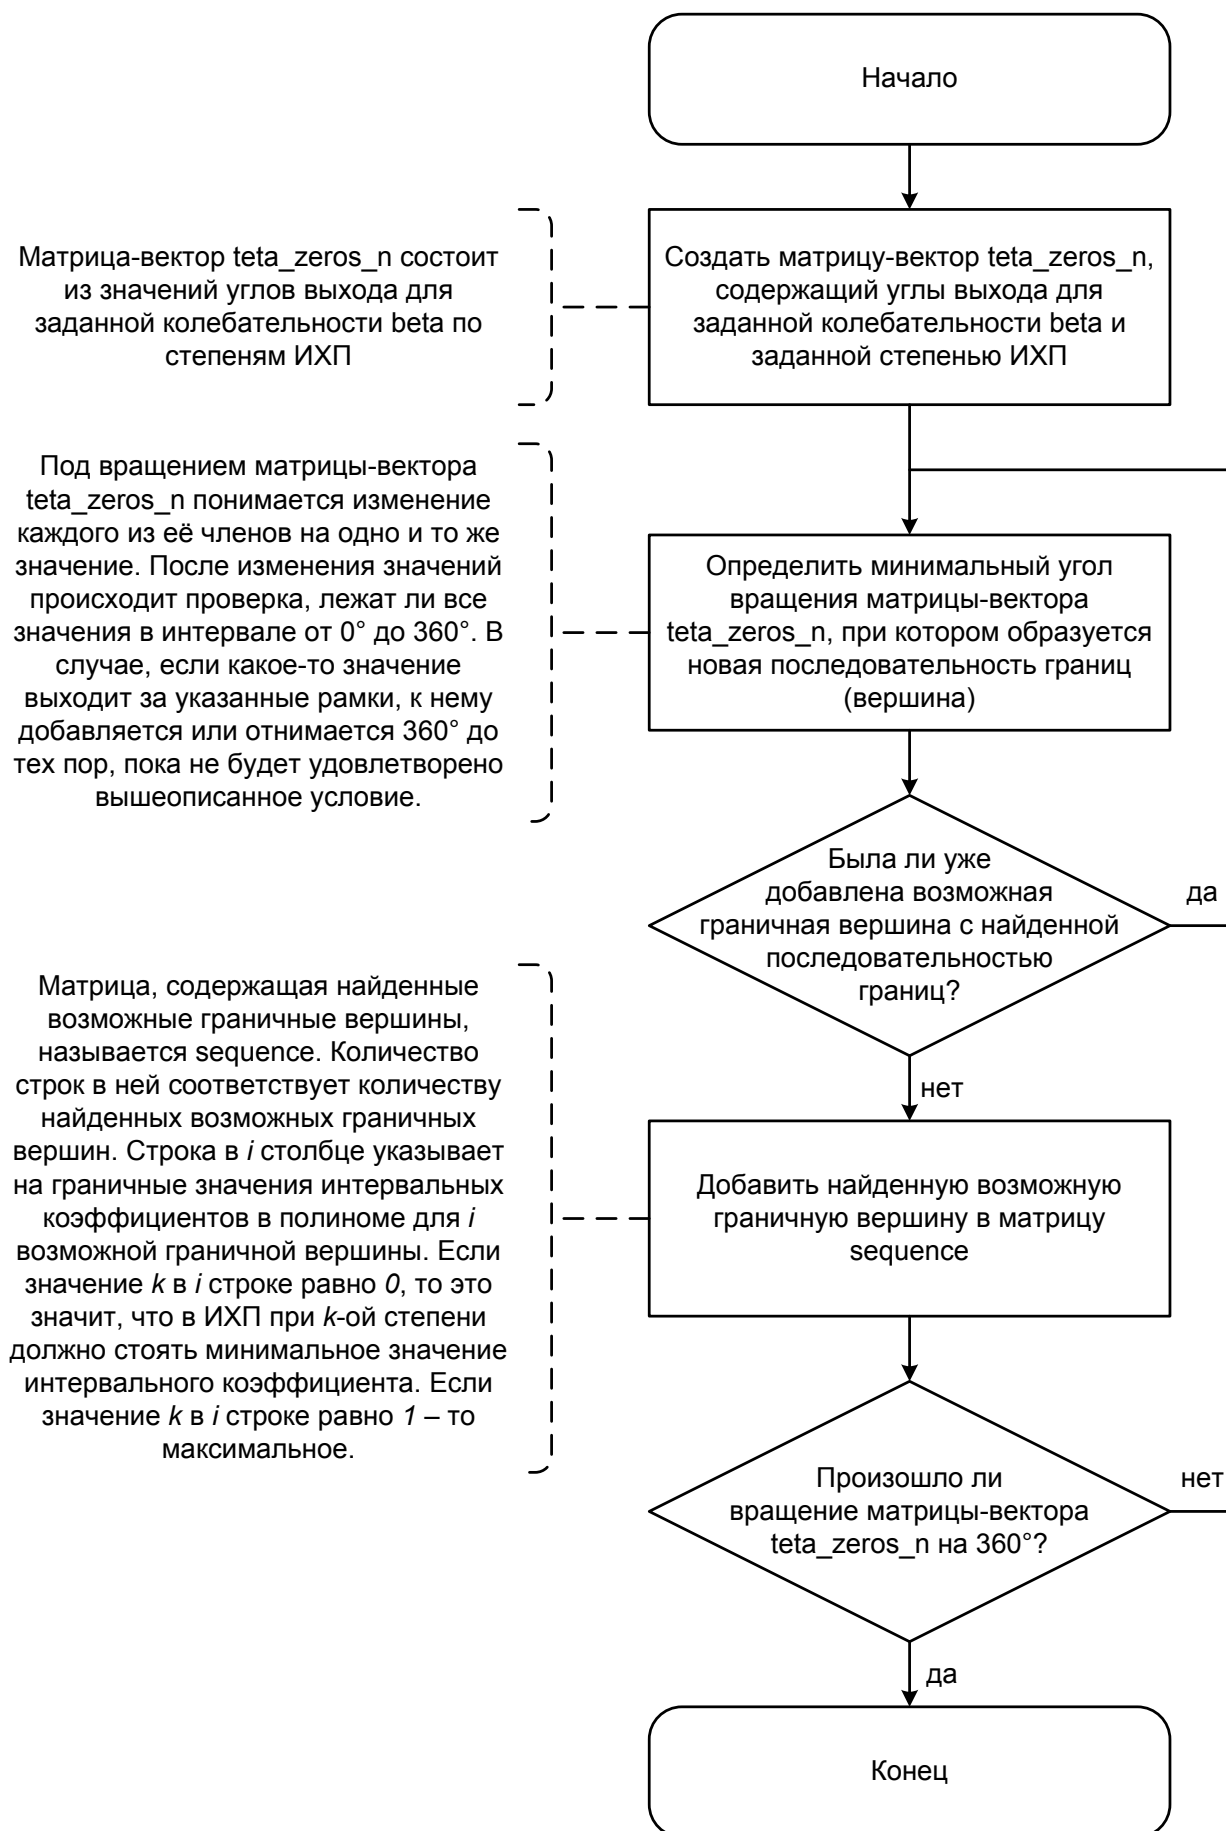 Начало
Матрица-вектор teta_zeros_n состоит
из значений углов выхода для
заданной колебательности beta по
степеням ИХП
Создать матрицу-вектор teta_zeros_n,
содержащий углы выхода для
заданной колебательности beta и
заданной степенью ИХП
Под вращением матрицы-вектора
teta_zeros_n понимается изменение
каждого из её членов на одно и то же
значение. После изменения значений
происходит проверка, лежат ли все
значения в интервале от 0° до 360°. В
случае, если какое-то значение
выходит за указанные рамки, к нему
добавляется или отнимается 360° до
тех пор, пока не будет удовлетворено
вышеописанное условие.
Определить минимальный угол
вращения матрицы-вектора
teta_zeros_n, при котором образуется
новая последовательность границ
(вершина)
Была ли уже
добавлена возможная
граничная вершина с найденной
последовательностью
границ?
да
нет
Матрица, содержащая найденные
возможные граничные вершины,
называется sequence. Количество
строк в ней соответствует количеству
найденных возможных граничных
вершин. Строка в i столбце указывает
на граничные значения интервальных
коэффициентов в полиноме для i
возможной граничной вершины. Если
значение k в i строке равно 0, то это
значит, что в ИХП при k-ой степени
должно стоять минимальное значение
интервального коэффициента. Если
значение k в i строке равно 1 – то
максимальное.
Добавить найденную возможную
граничную вершину в матрицу
sequence
Произошло ли
вращение матрицы-вектора
teta_zeros_n на 360°?
нет
да
Конец